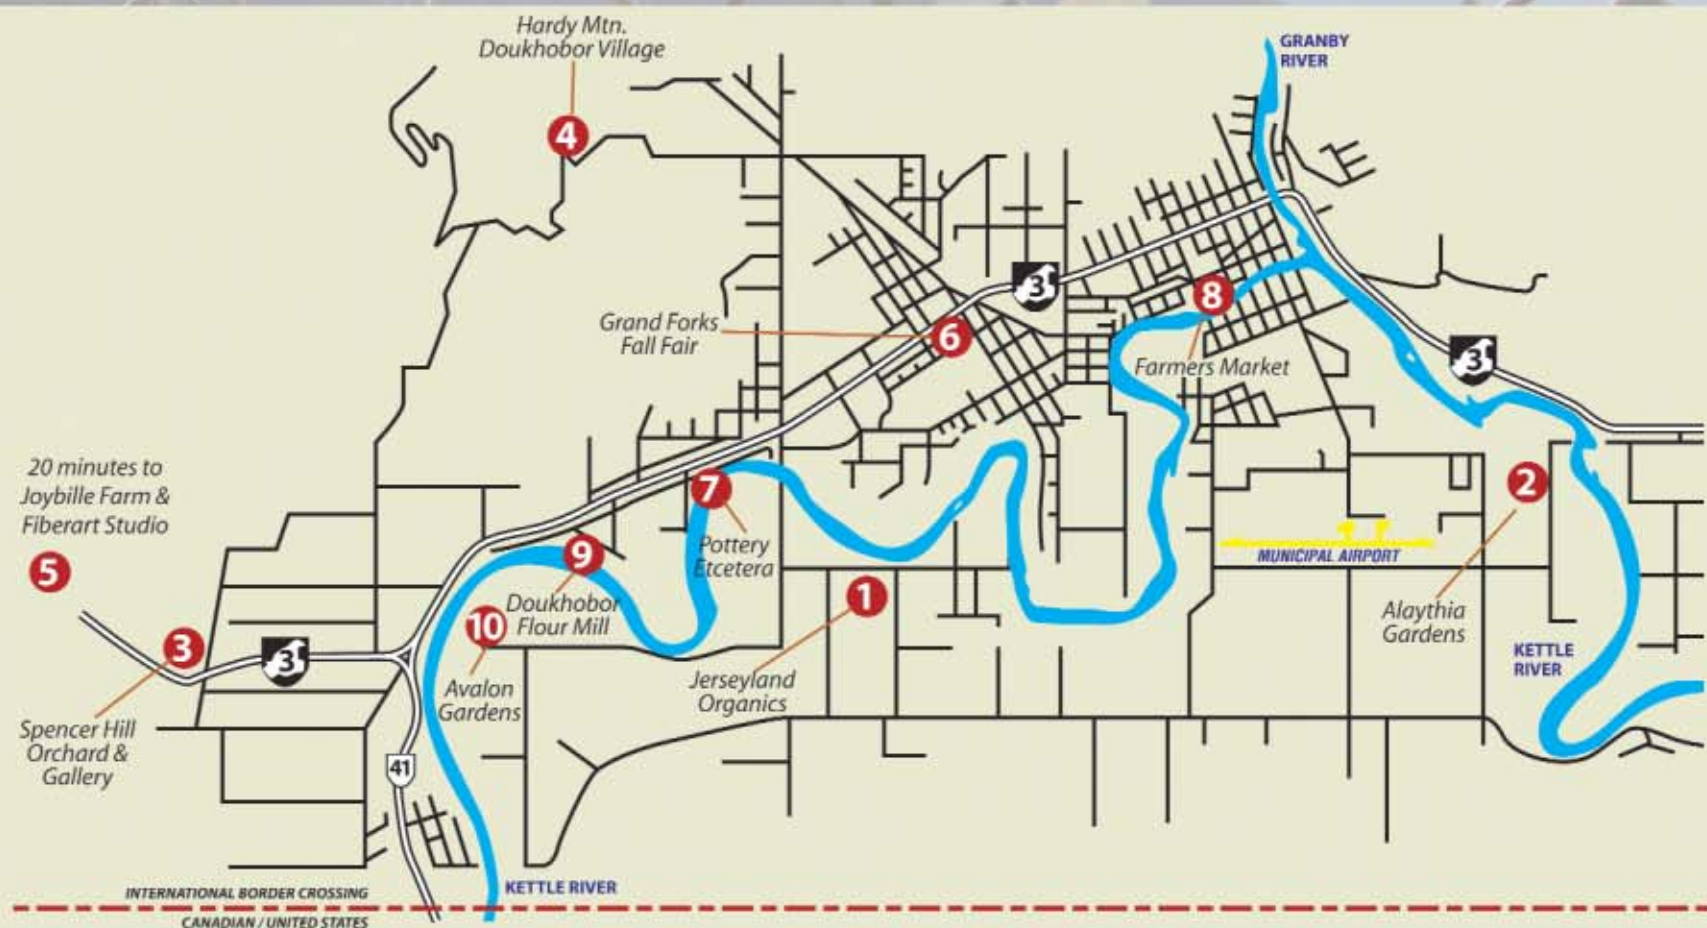 Hardy Mtn.
Doukhobor Village
4
GRANBY
RIVER
3
8
Grand Forks
Fall Fair
6
Farmers Market
3
20 minutes to
Joybille Farm &
Fiberart Studio
5
7
Pottery
Etcetera
2
MUNICIPAL AIRPORT
9
Doukhobor
Flour Mill
10
1
Alaythia
Gardens
3
3
KETTLE
RIVER
Avalon
Gardens
Jerseyland
Organics
Spencer Hill
Orchard &
Gallery
41
INTERNATIONAL BORDER CROSSING
KETTLE RIVER
CANADIAN / UNITED STATES